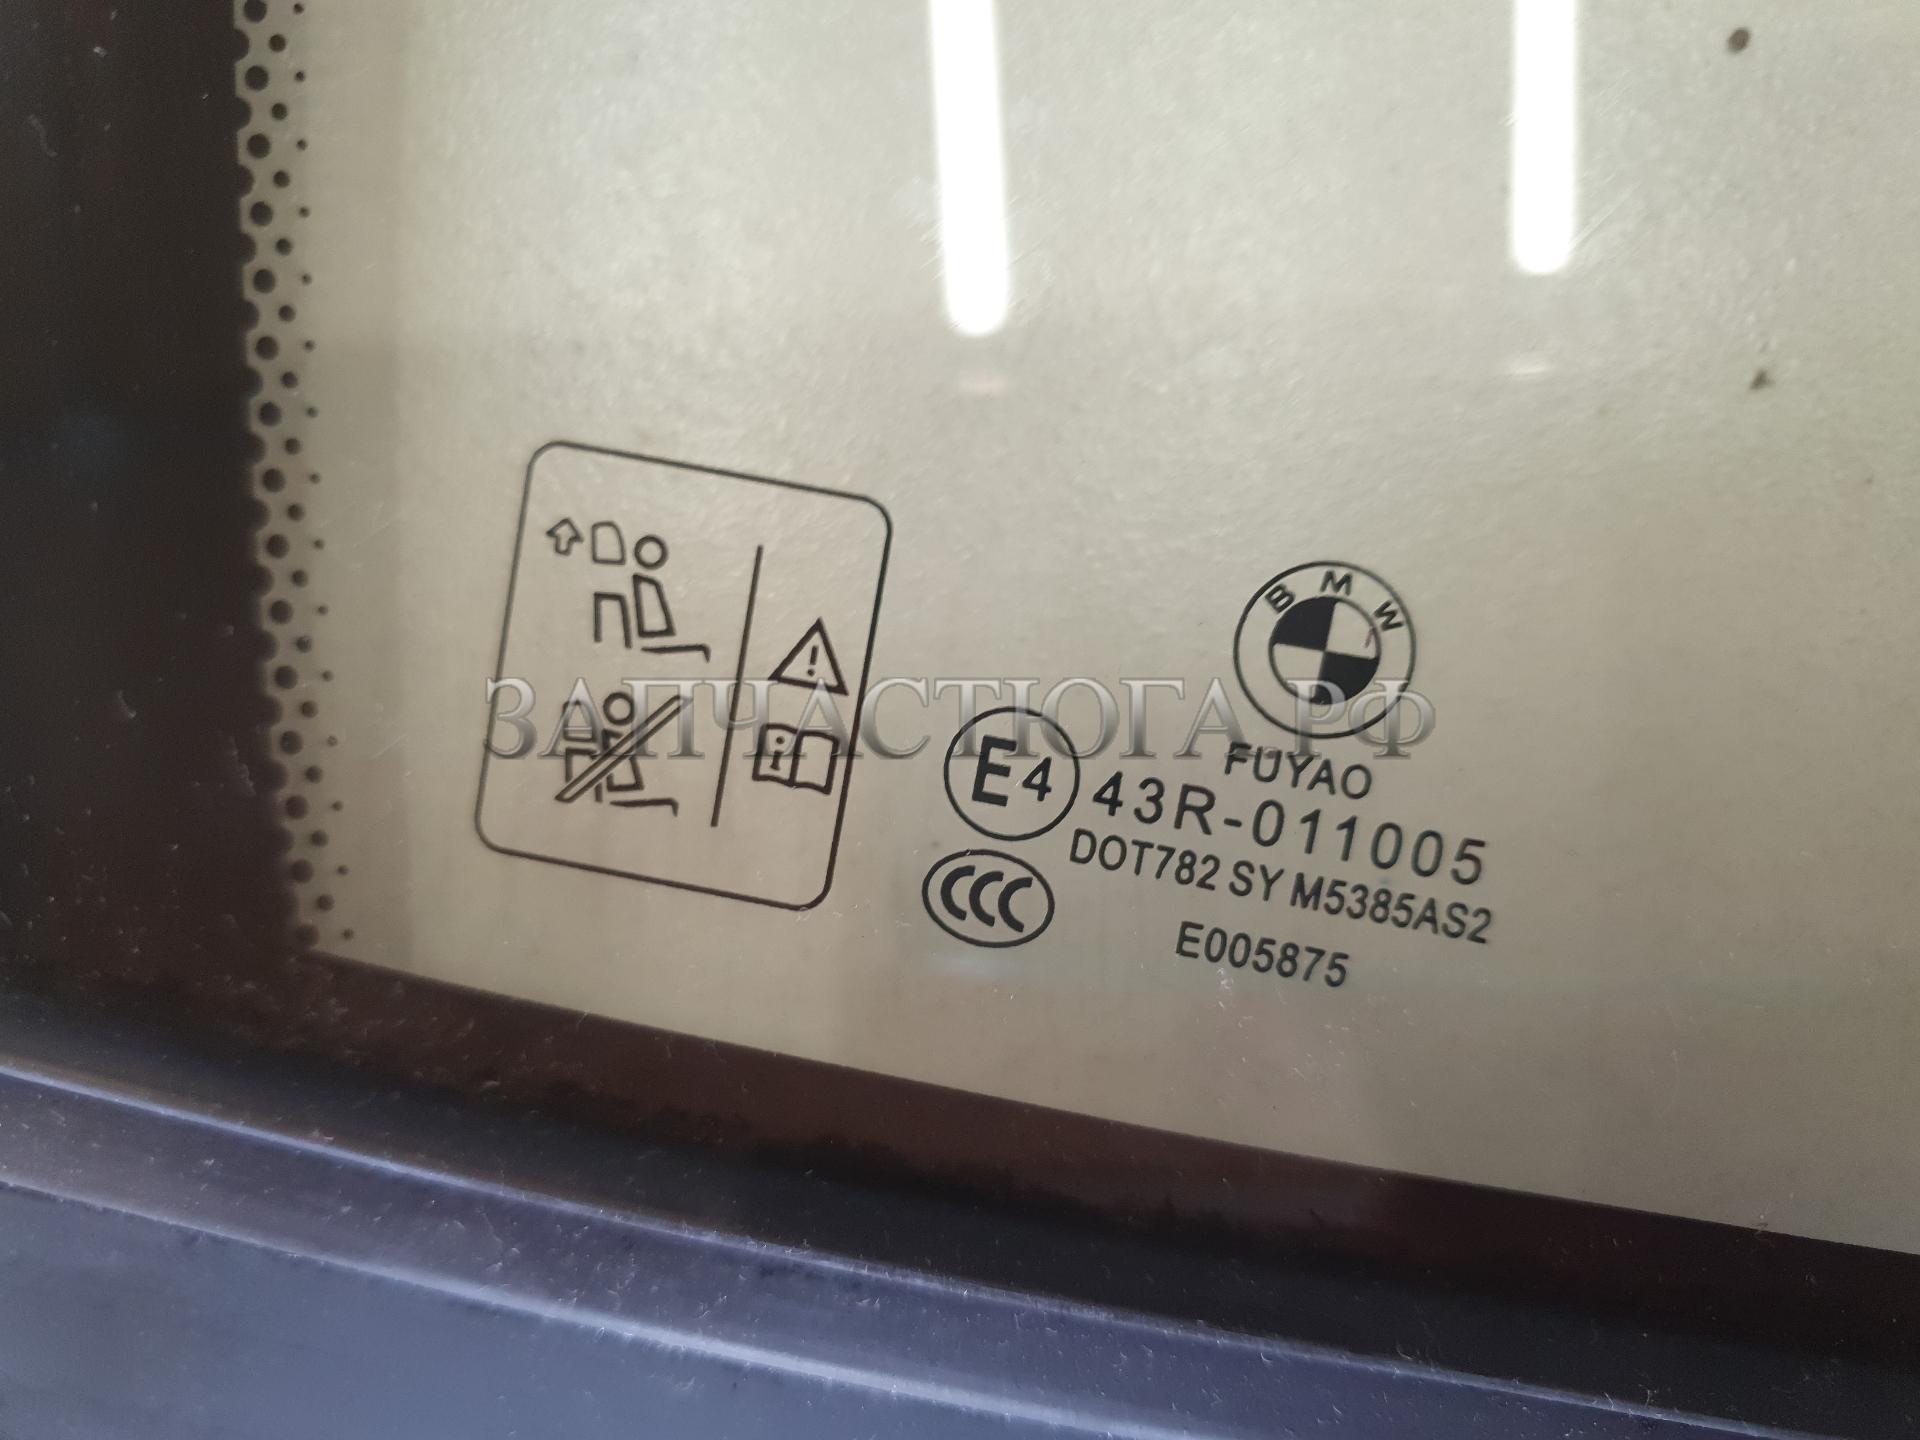 BMW
ЗАПЧАСТЮГА.РФ
FUYAO
E4 43R-011005
DOT782 SY M5385AS2
CCC
E005875